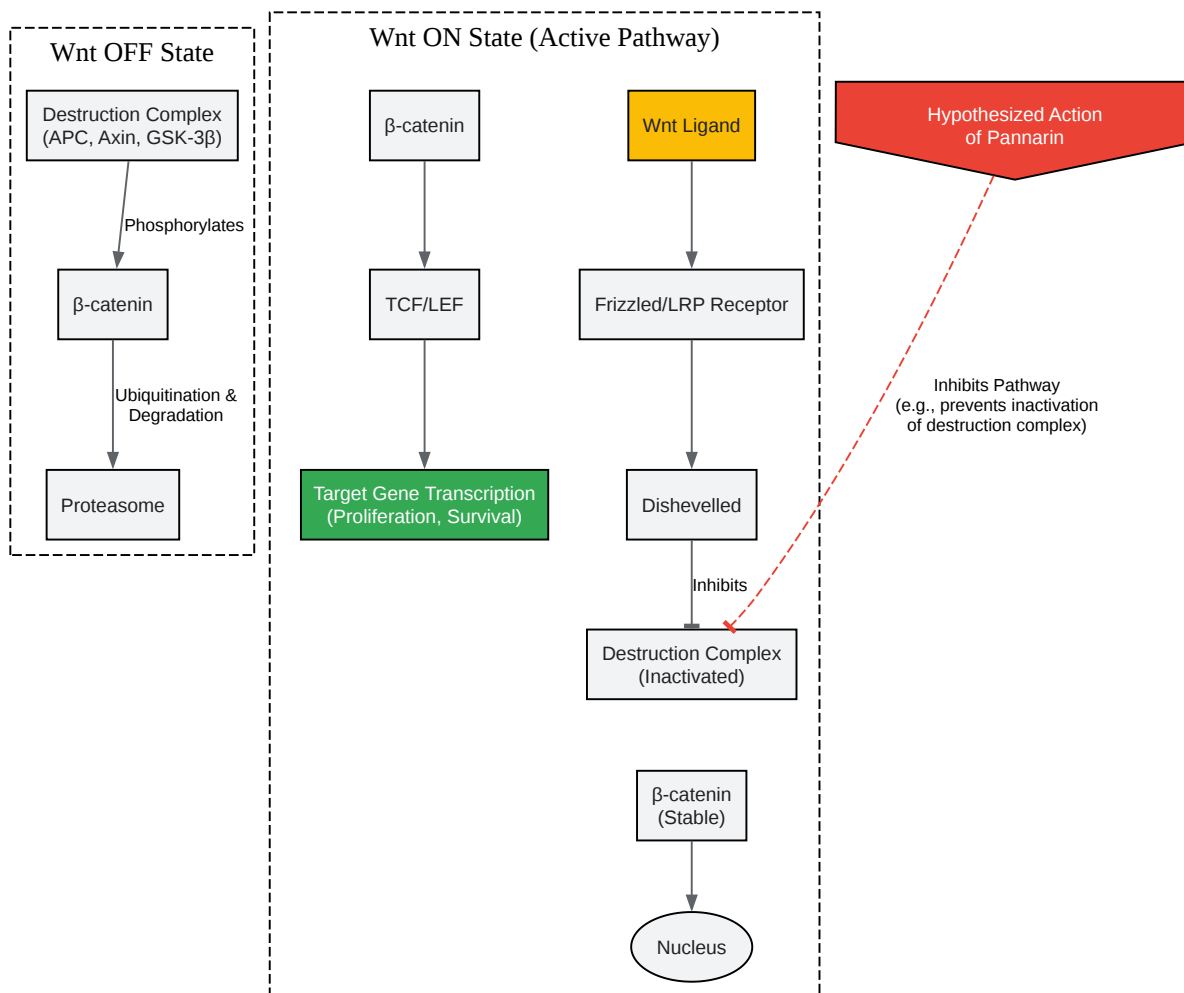 Wnt OFF State
Destruction Complex
(APC, Axin, GSK-3β)
Phosphorylates
β-catenin
Ubiquitination &
Degradation
Proteasome
Wnt ON State (Active Pathway)
β-catenin
TCF/LEF
Target Gene Transcription
(Proliferation, Survival)
Wnt Ligand
Frizzled/LRP Receptor
Dishevelled
Inhibits
Destruction Complex
(Inactivated)
β-catenin
(Stable)
Nucleus
Hypothesized Action
of Pannarin
Inhibits Pathway
(e.g., prevents inactivation
of destruction complex)